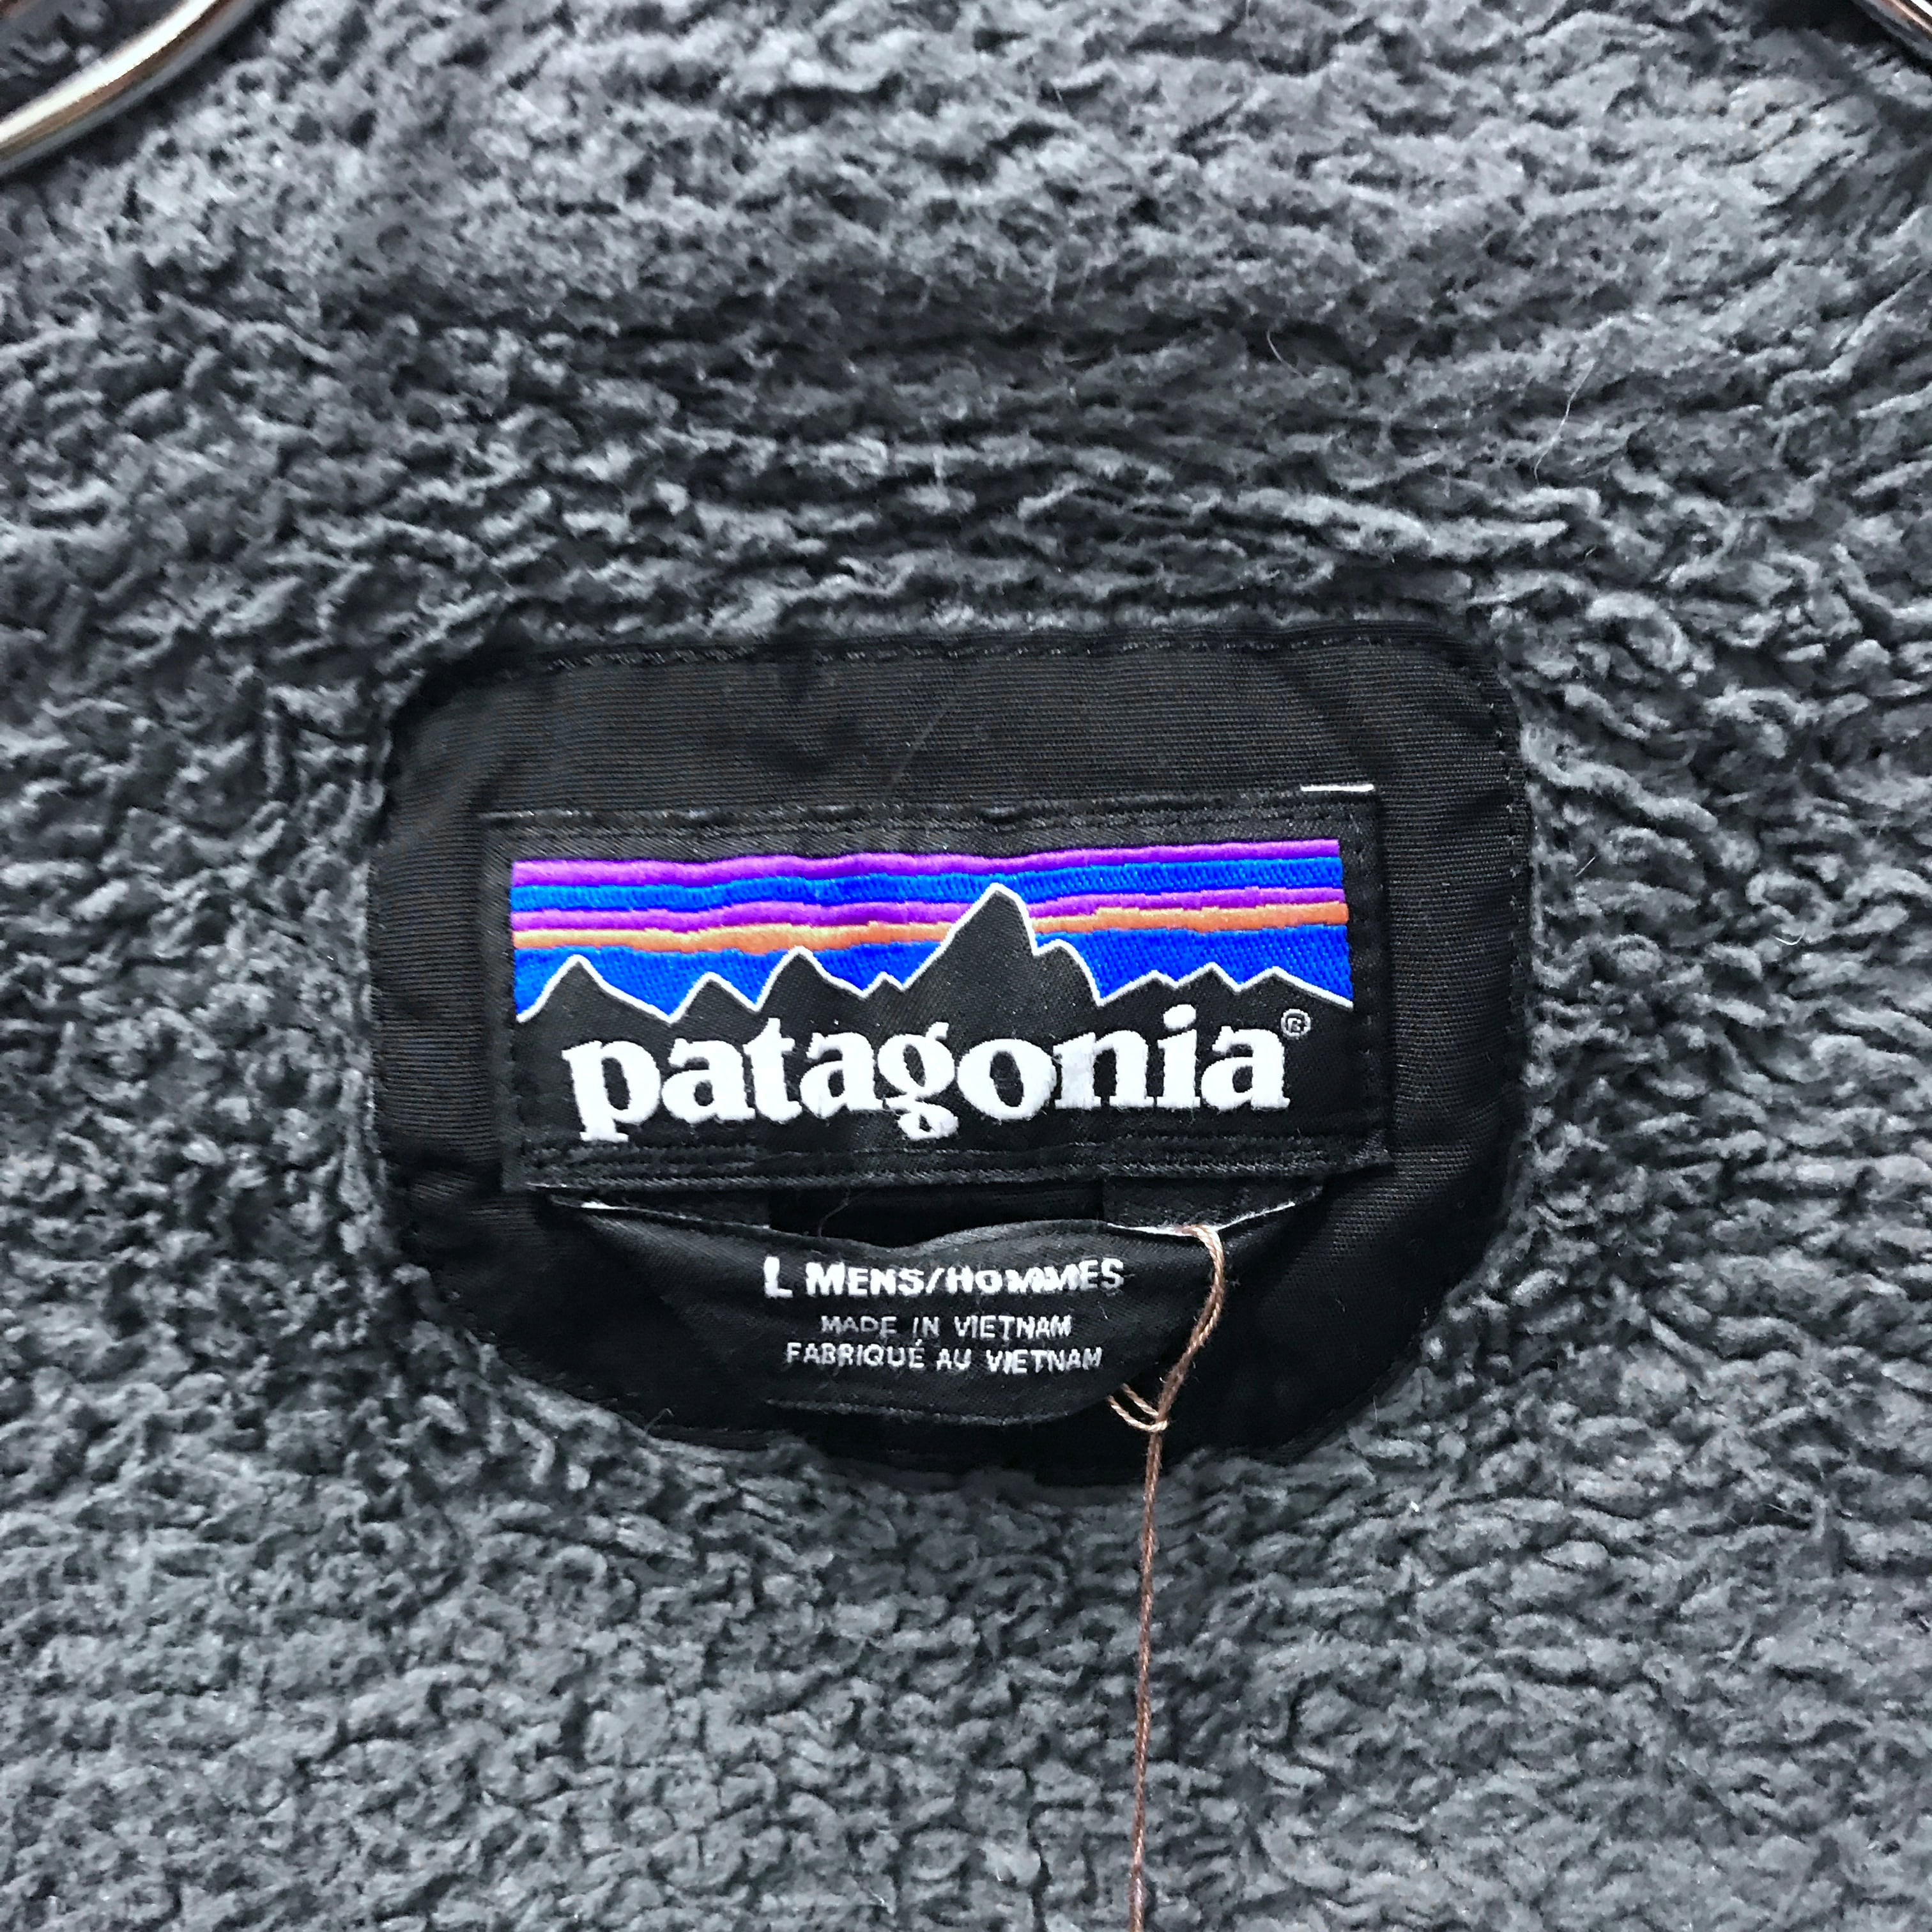 patagonia®
L MENS/HOMMES
MADE IN VIETNAM
FABRIQUÉ AU VIETNAM